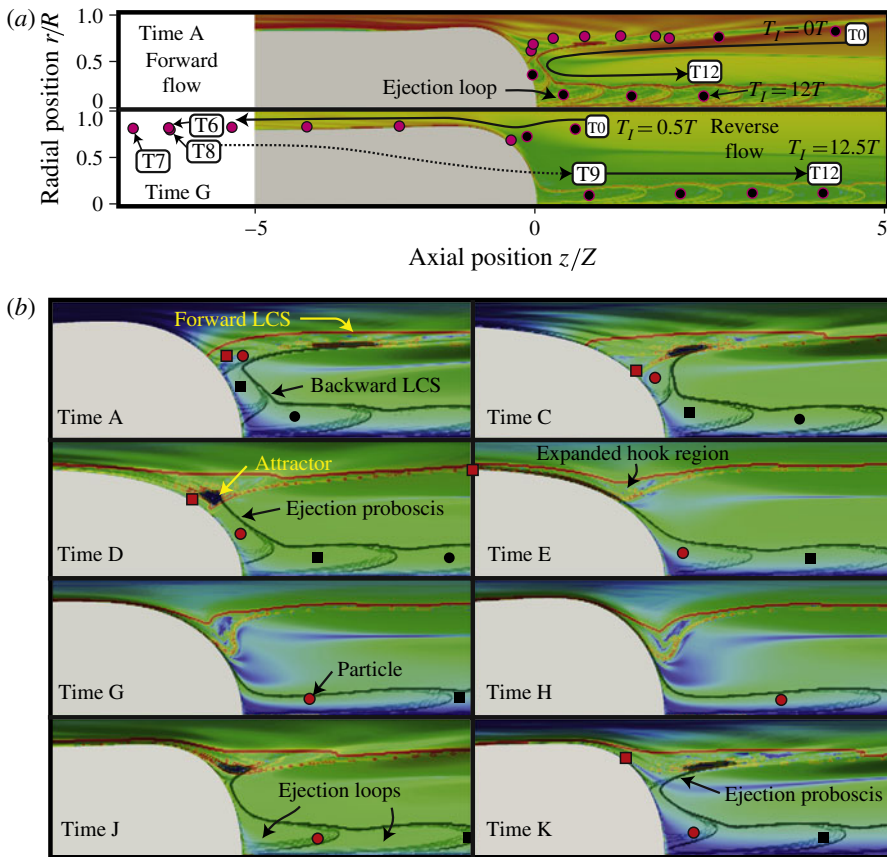 (a)
Radial position r/R
1.0
0.5
0
1.0
0.5
0
Time A
Forward
flow
Ejection loop
T_I = 0T
T0
T12
T_I = 12T
T6
T7
T8
Time G
T0
T_I = 0.5T
Reverse
flow
T_I = 12.5T
T9
T12
−5
0
5
Axial position z/Z
(b)
Forward LCS
Backward LCS
Time A
Time C
Attractor
Ejection proboscis
Time D
Expanded hook region
Time E
Particle
Time G
Time H
Ejection loops
Time J
Ejection proboscis
Time K